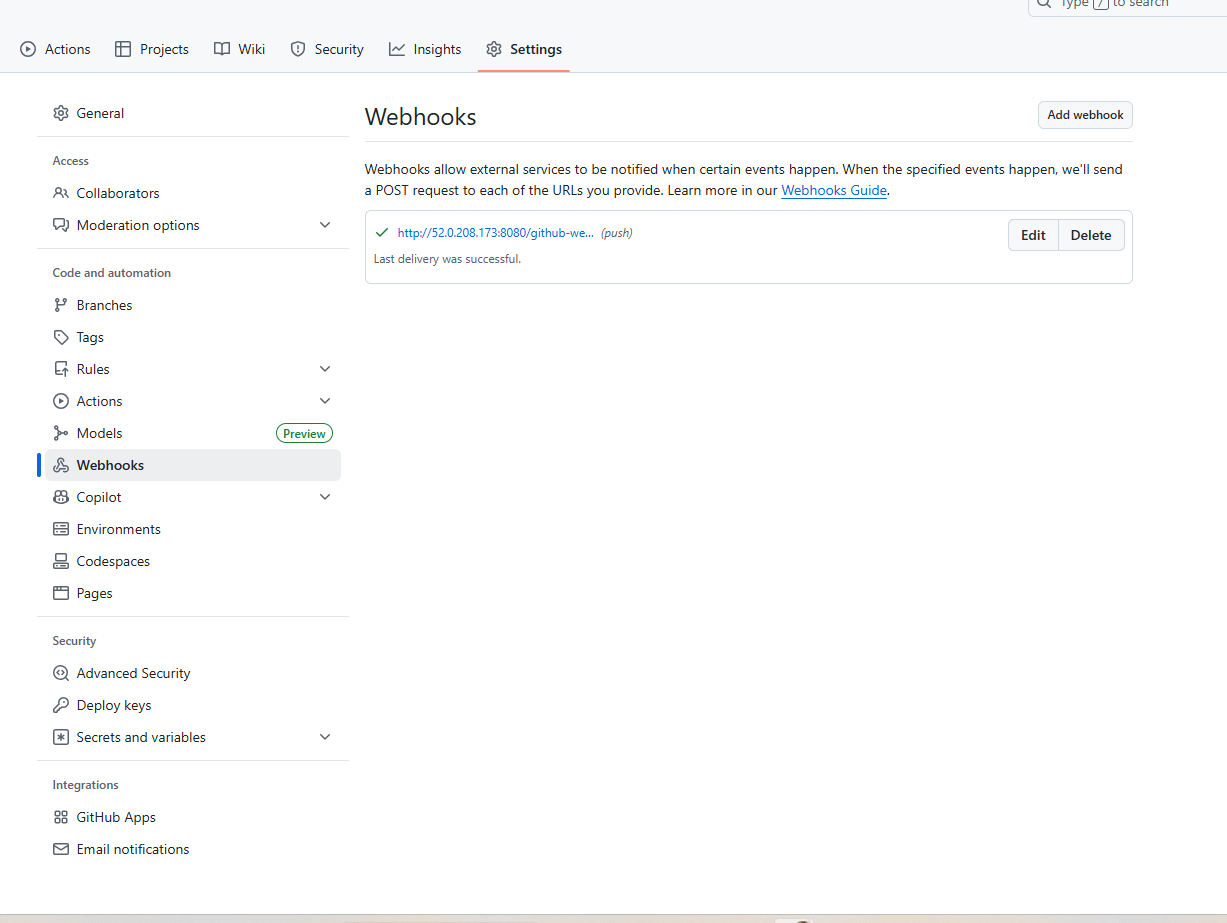 Type / to search
Actions
Projects
Wiki
Security
Insights
Settings
General
Access
Collaborators
Moderation options
Code and automation
Branches
Tags
Rules
Actions
Models
Preview
Webhooks
Copilot
Environments
Codespaces
Pages
Security
Advanced Security
Deploy keys
Secrets and variables
Integrations
GitHub Apps
Email notifications
Webhooks
Add webhook
Webhooks allow external services to be notified when certain events happen. When the specified events happen, we'll send
a POST request to each of the URLs you provide. Learn more in our Webhooks Guide.
http://52.0.208.173:8080/github-we... (push)
Edit
Delete
Last delivery was successful.